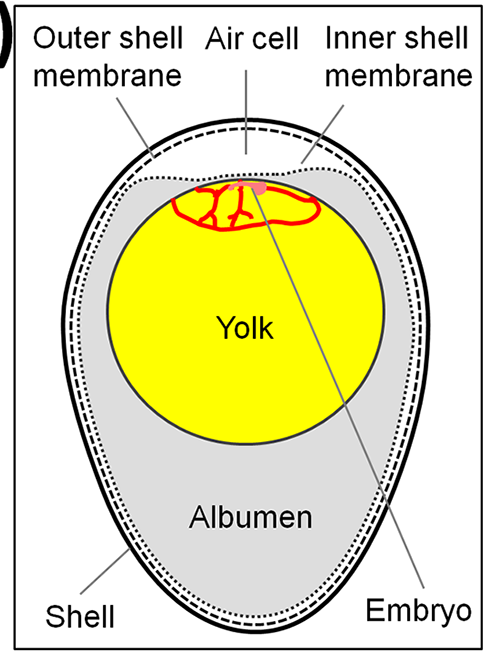 )
Outer shell membrane
Air cell
Inner shell membrane
Yolk
Albumen
Shell
Embryo